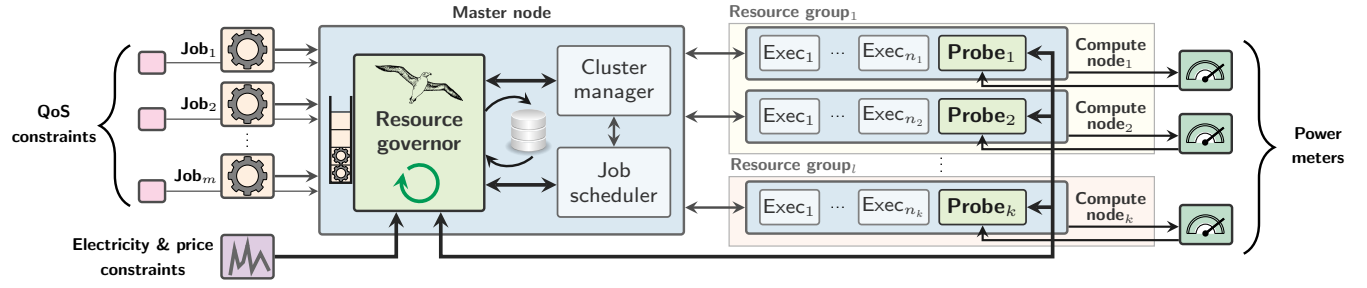 Master node
Resource group₁
QoS
constraints
Job₁
Job₂
⋮
Jobₘ
Electricity & price
constraints
Resource
governor
Cluster
manager
Job
scheduler
Exec₁ ... Execₙ₁ Probe₁
Compute
node₁
Exec₁ ... Execₙ₂ Probe₂
Compute
node₂
Resource groupₗ
⋮
Exec₁ ... Execₙₖ Probeₖ
Compute
nodeₖ
⋮
Power
meters